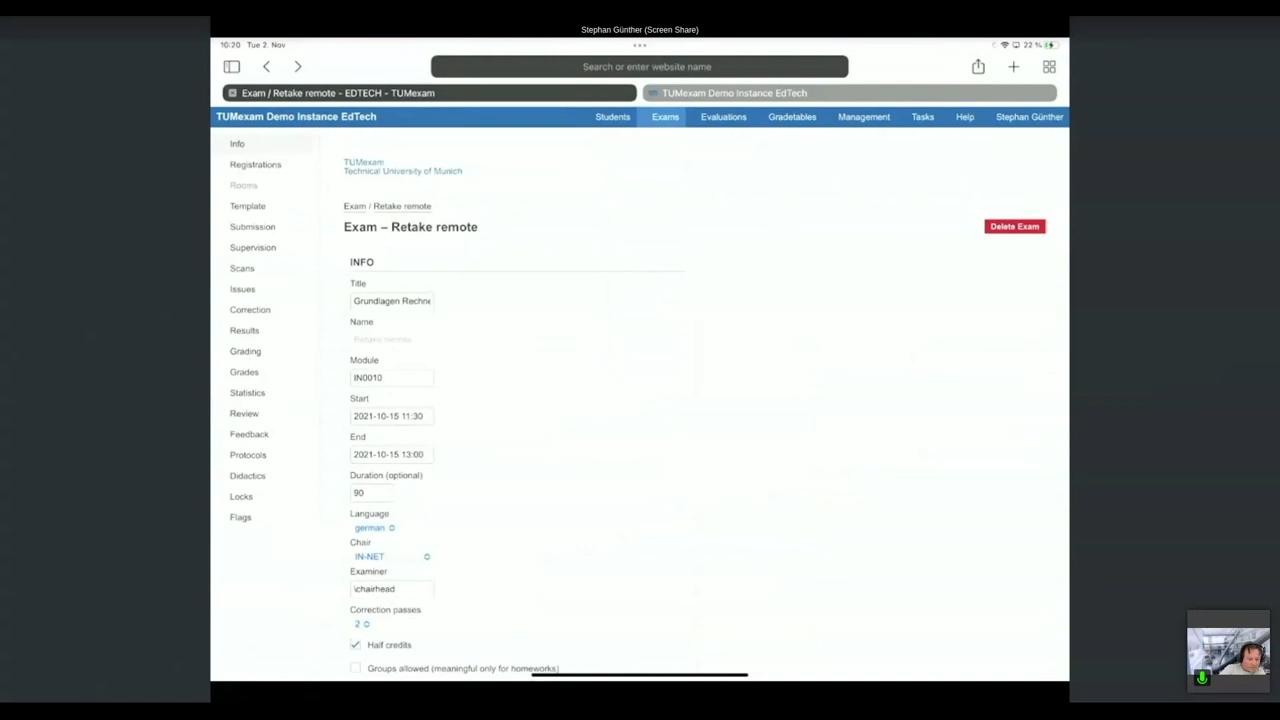 Stephan Günther (Screen Share)
10:20 Tue 2. Nov
22 %
Search or enter website name
Exam / Retake remote - EDTECH - TUMexam
TUMexam Demo Instance EdTech
TUMexam Demo Instance EdTech
Students
Exams
Evaluations
Gradetables
Management
Tasks
Help
Stephan Günther
Info
Registrations
Rooms
Template
Submission
Supervision
Scans
Issues
Correction
Results
Grading
Grades
Statistics
Review
Feedback
Protocols
Didactics
Locks
Flags
TUMexam
Technical University of Munich
Exam / Retake remote
Exam – Retake remote
Delete Exam
INFO
Title
Grundlagen Rechne
Name
Retake remote
Module
IN0010
Start
2021-10-15 11:30
End
2021-10-15 13:00
Duration (optional)
90
Language
german
Chair
IN-NET
Examiner
\chairhead
Correction passes
2
Half credits
Groups allowed (meaningful only for homeworks)